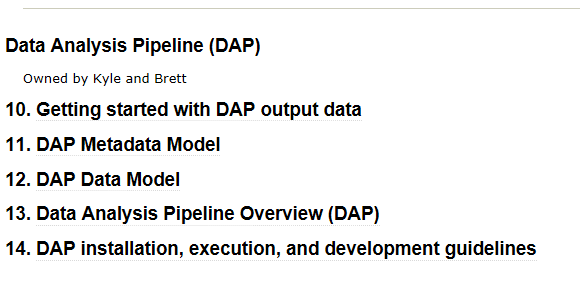 Data Analysis Pipeline (DAP)
Owned by Kyle and Brett
10. Getting started with DAP output data
11. DAP Metadata Model
12. DAP Data Model
13. Data Analysis Pipeline Overview (DAP)
14. DAP installation, execution, and development guidelines